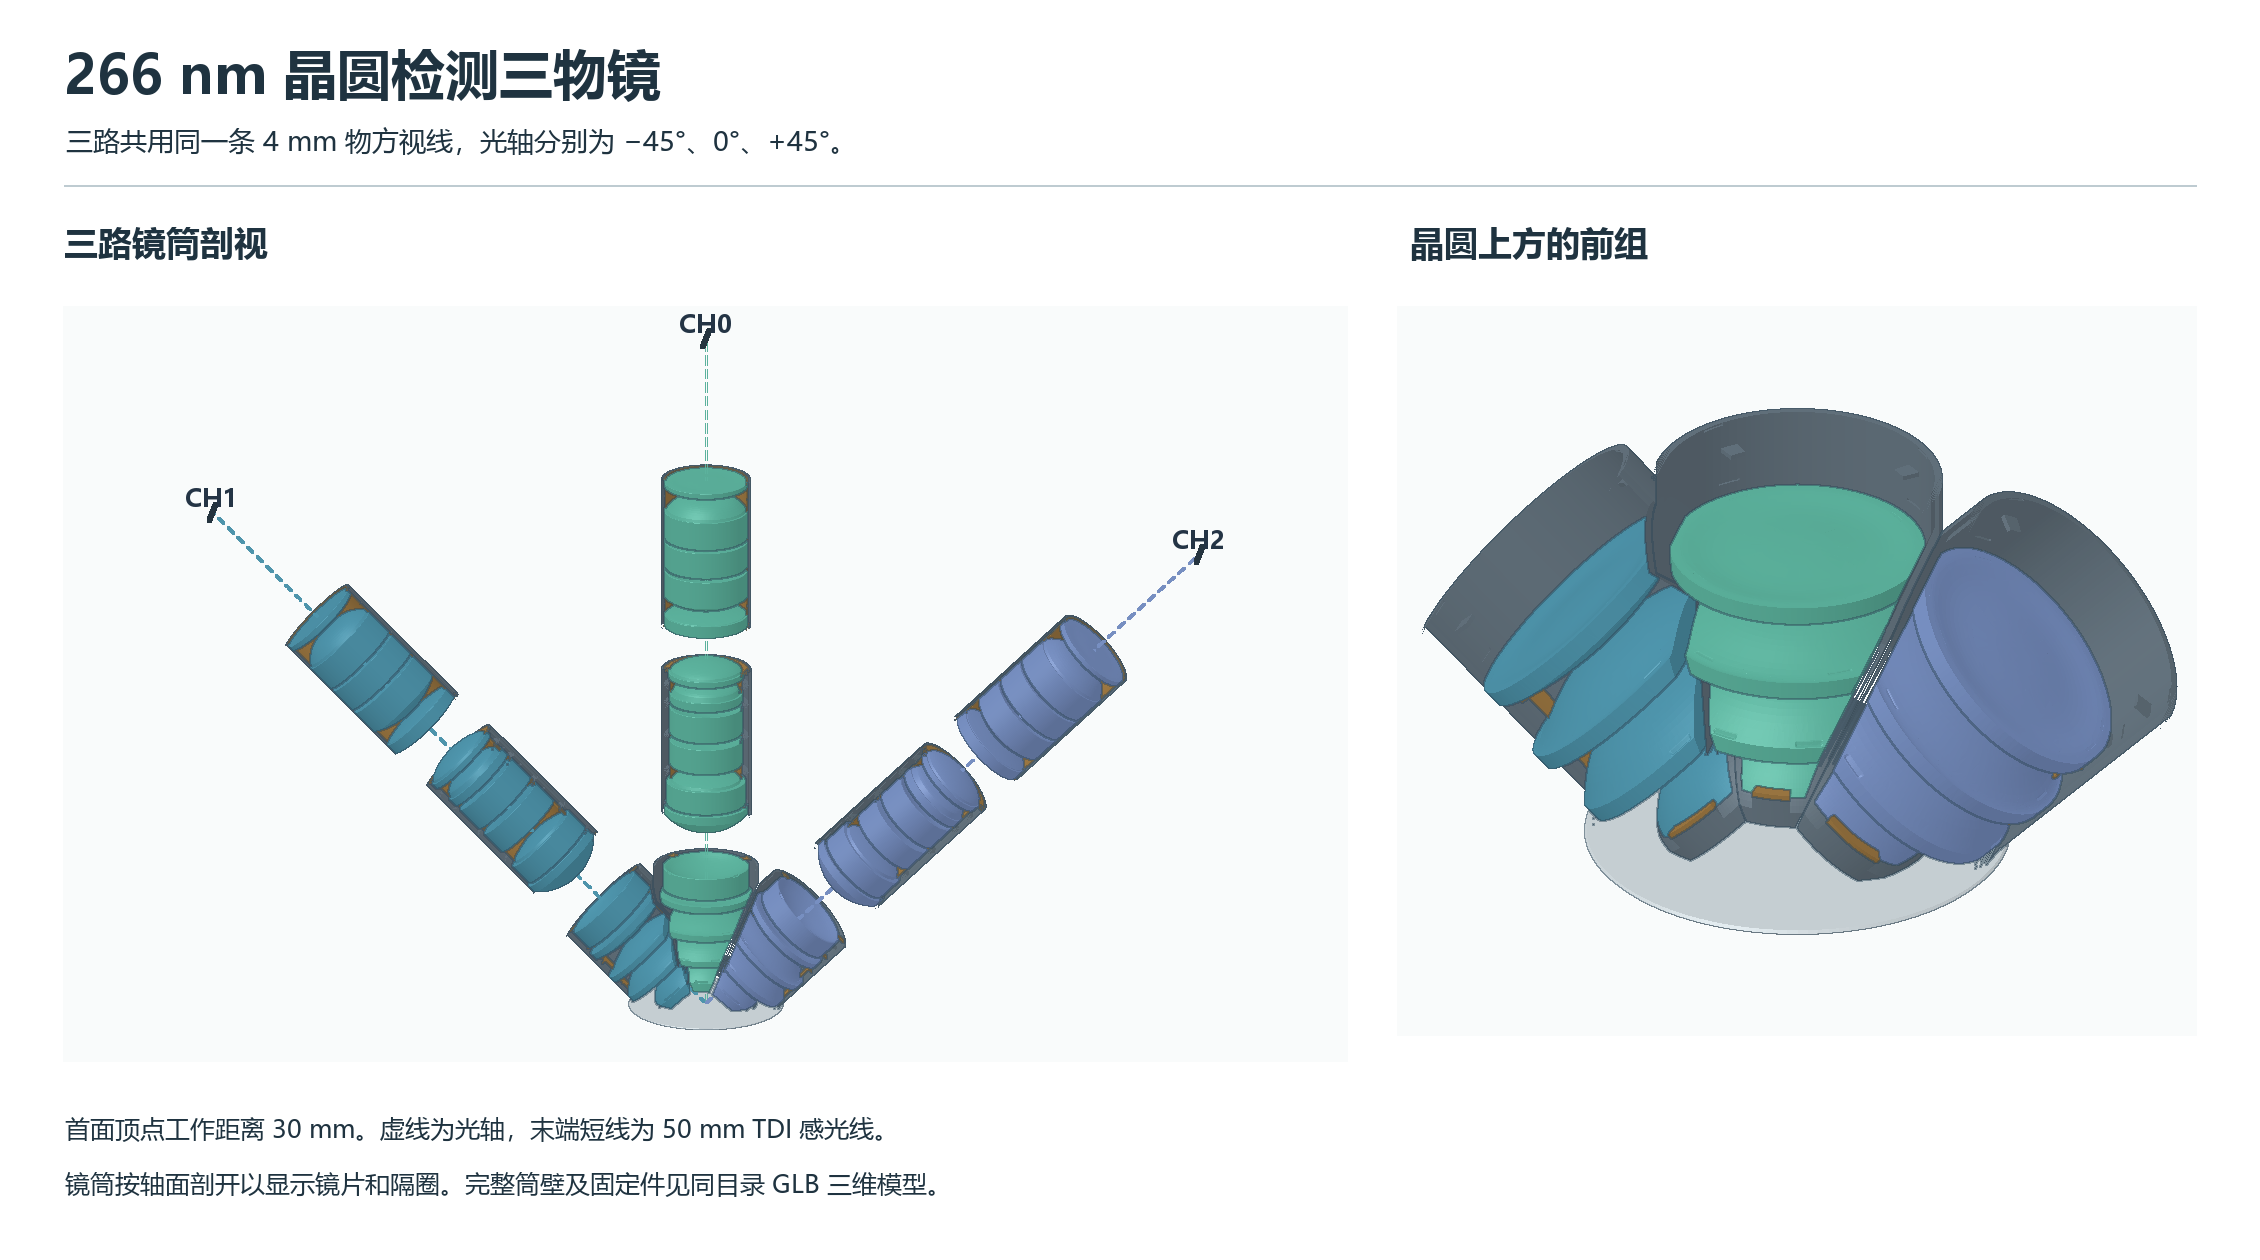 266 nm 晶圆检测三物镜
三路共用同一条 4 mm 物方视线，光轴分别为 −45°、0°、+45°。
三路镜筒剖视
晶圆上方的前组
CH0
CH1
CH2
首面顶点工作距离 30 mm。虚线为光轴，末端短线为 50 mm TDI 感光线。
镜筒按轴面剖开以显示镜片和隔圈。完整筒壁及固定件见同目录 GLB 三维模型。